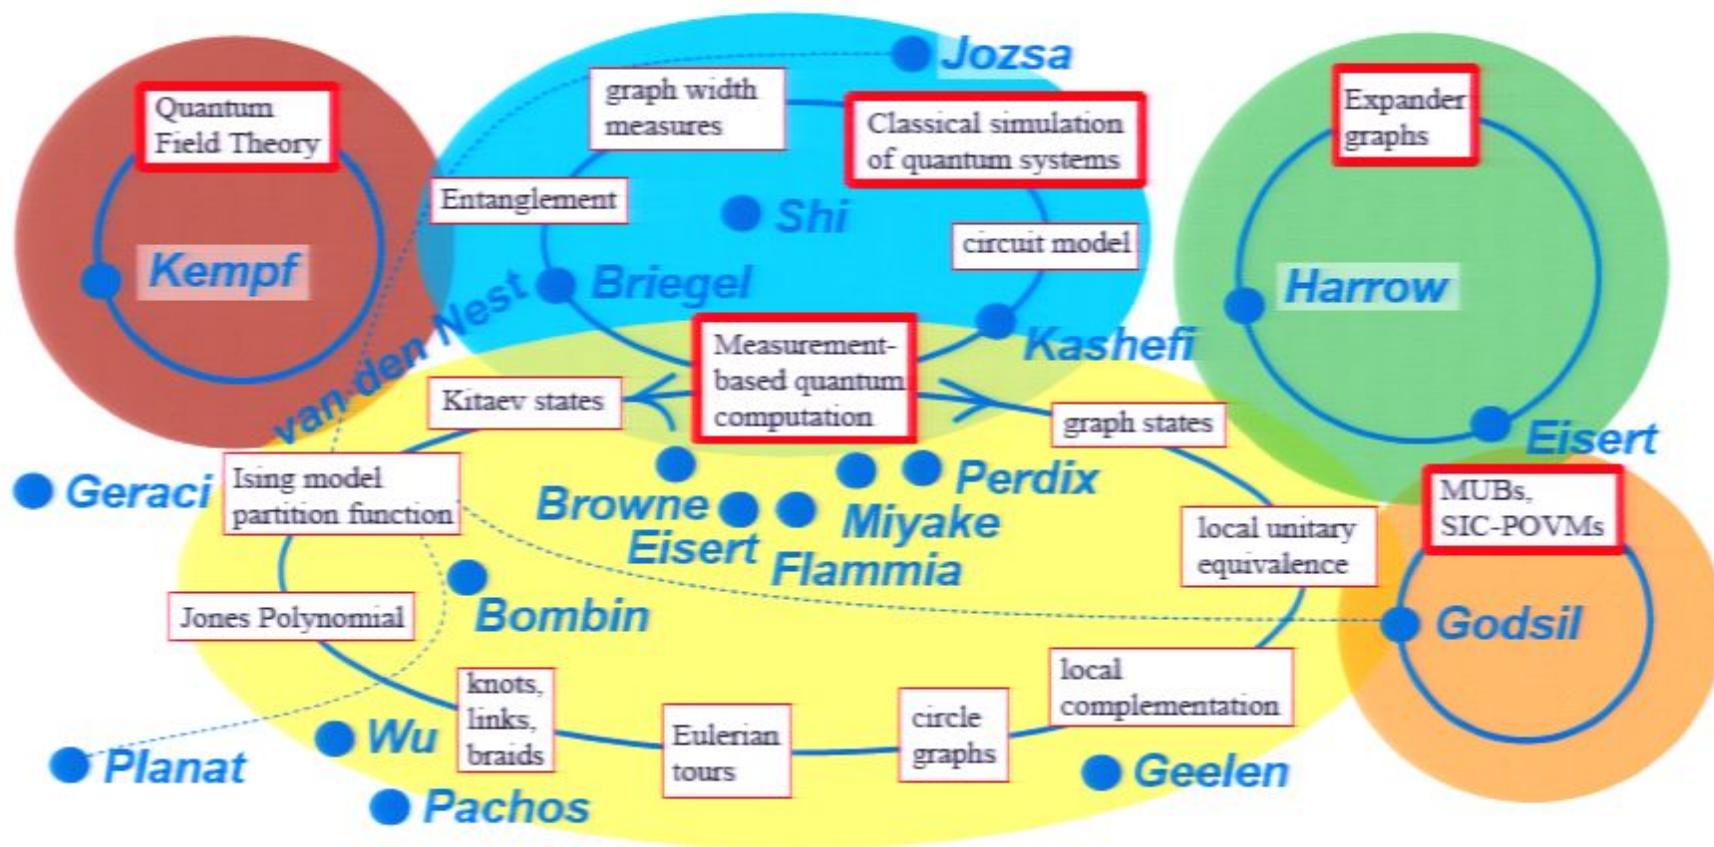 Jozsa
Quantum
Field Theory
graph width
measures
Classical simulation
of quantum systems
Expander
graphs
Entanglement
Shi
circuit model
Kempf
Briegel
Harrow
van den Nest
Measurement-
based quantum
computation
Kashefi
Kitaev states
graph states
Eisert
Geraci
Ising model
partition function
Browne
Eisert
Flammia
Miyake
Perdix
MUBs,
SIC-POVMs
local unitary
equivalence
Jones Polynomial
Bombin
Godsil
knots,
links,
braids
local
complementation
circle
graphs
Eulerian
tours
Wu
Planat
Pachos
Geelen